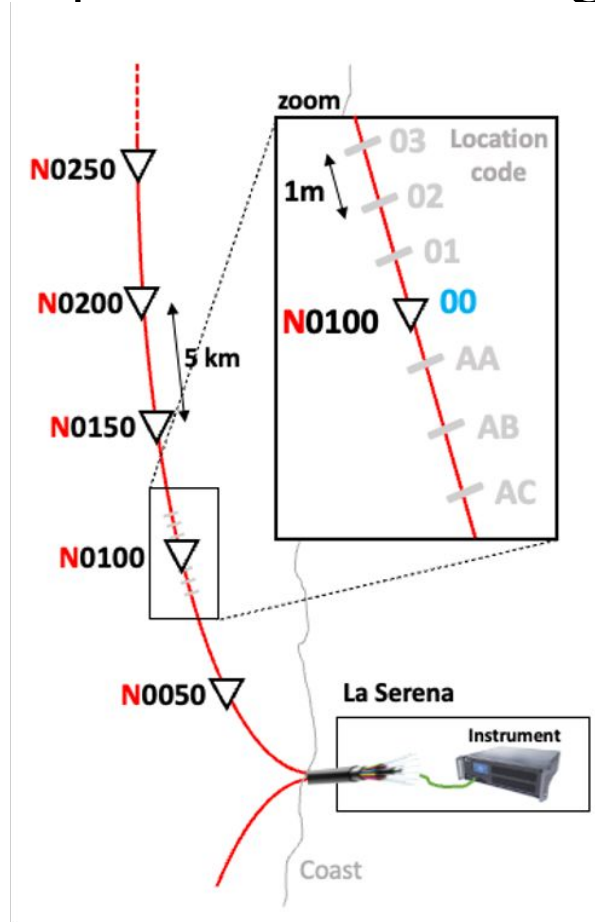 zoom
03
Location
code
1m
02
01
N0100
00
AA
AB
AC
N0250
N0200
5 km
N0150
N0100
N0050
La Serena
Instrument
Coast